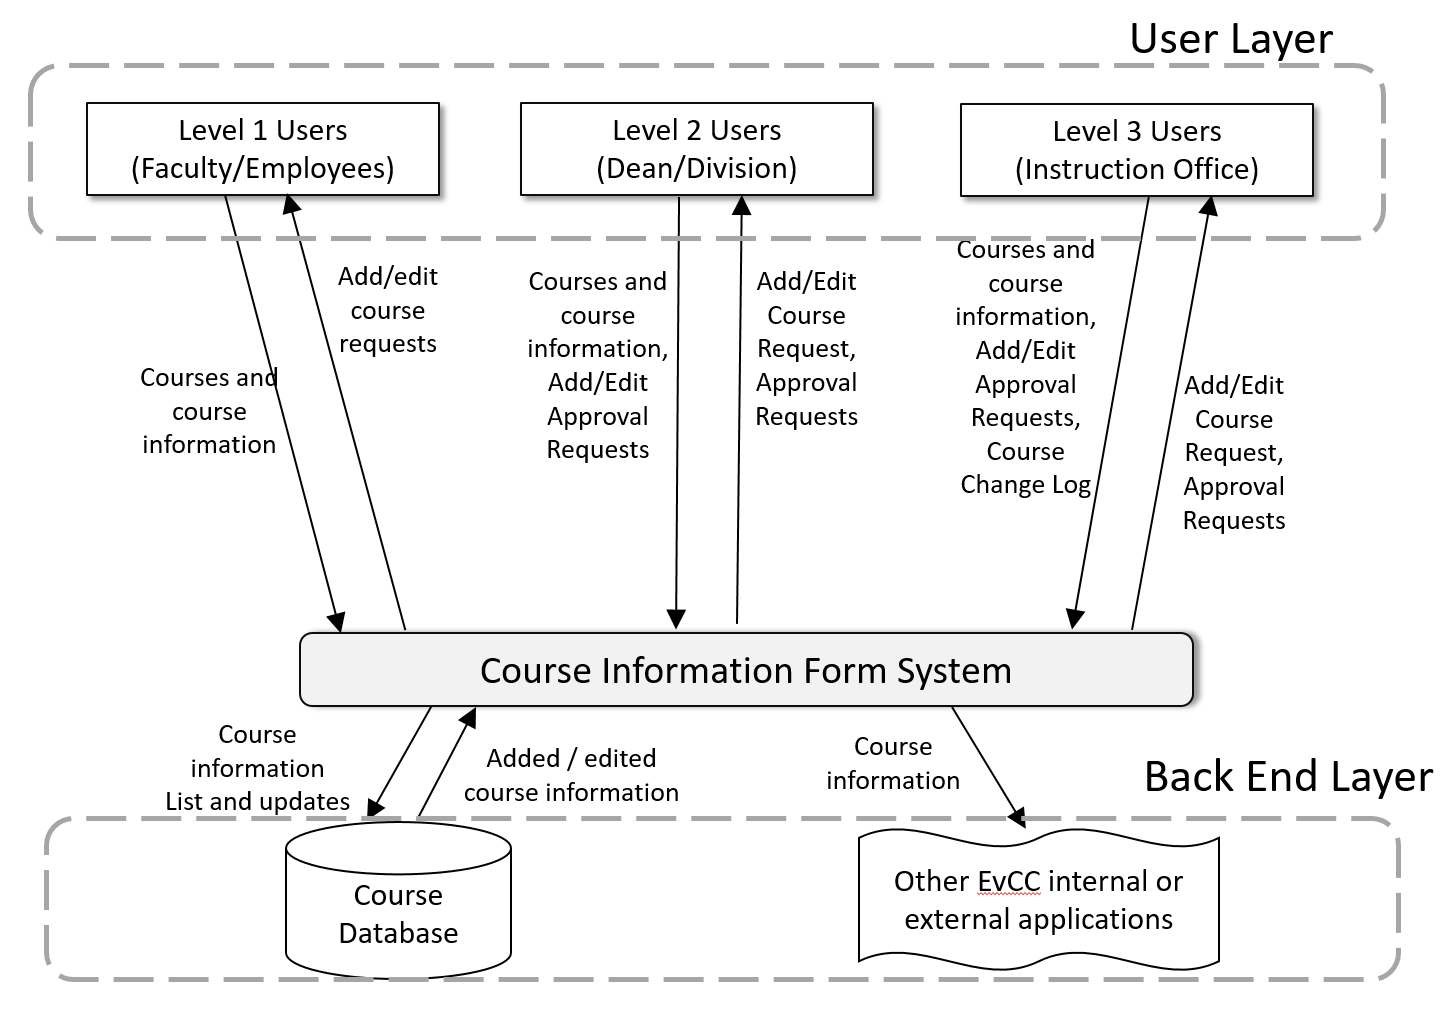 User Layer
Level 1 Users
(Faculty/Employees)
Level 2 Users
(Dean/Division)
Level 3 Users
(Instruction Office)
Courses and
course
information
Add/edit
course
requests
Courses and
course
information,
Add/Edit
Approval
Requests
Add/Edit
Course
Request,
Approval
Requests
Courses and
course
information,
Add/Edit
Approval
Requests,
Course
Change Log
Add/Edit
Course
Request,
Approval
Requests
Course Information Form System
Course
information
List and updates
Added / edited
course information
Course
information
Back End Layer
Course
Database
Other EvCC internal or
external applications